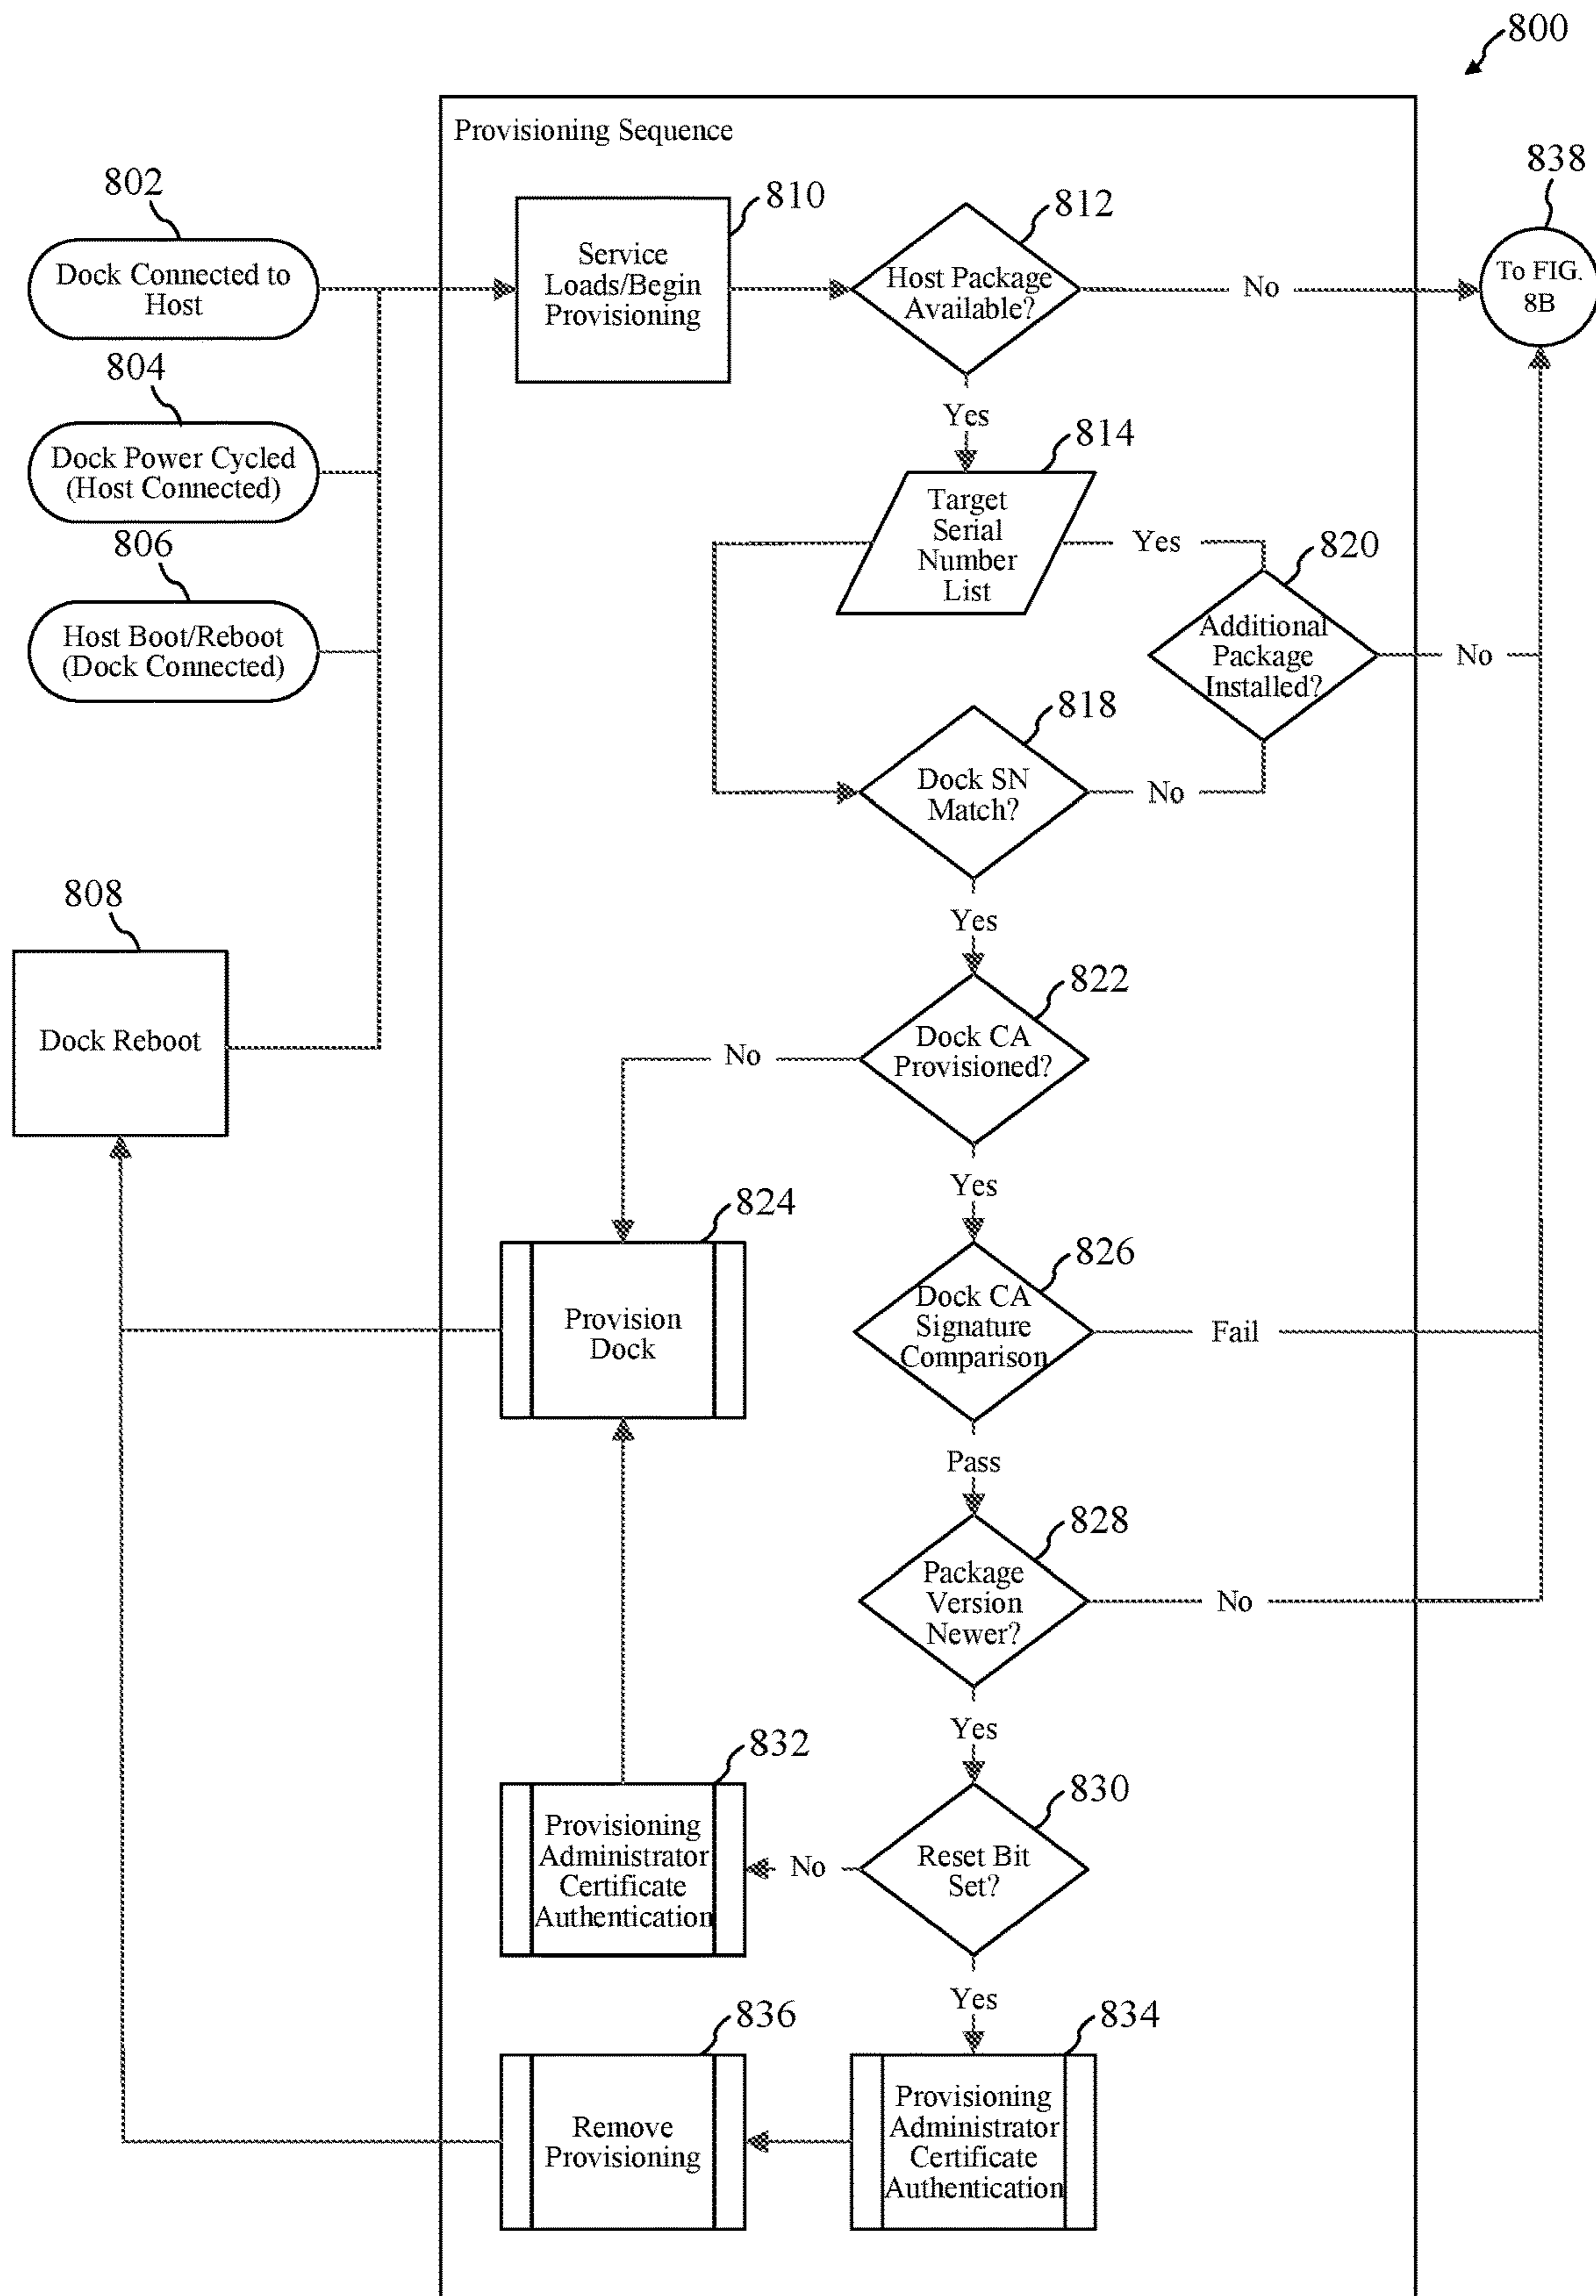 800
Provisioning Sequence
802
Dock Connected to
Host
804
Dock Power Cycled
(Host Connected)
806
Host Boot/Reboot
(Dock Connected)
808
Dock Reboot
810
Service
Loads/Begin
Provisioning
812
Host Package
Available?
No
838
To FIG.
8B
Yes
814
Target
Serial
Number
List
Yes
820
Additional
Package
Installed?
No
818
Dock SN
Match?
No
Yes
822
Dock CA
Provisioned?
No
Yes
824
Provision
Dock
826
Dock CA
Signature
Comparison
Fail
Pass
828
Package
Version
Newer?
No
Yes
832
Provisioning
Administrator
Certificate
Authentication
830
Reset Bit
Set?
No
Yes
836
Remove
Provisioning
834
Provisioning
Administrator
Certificate
Authentication